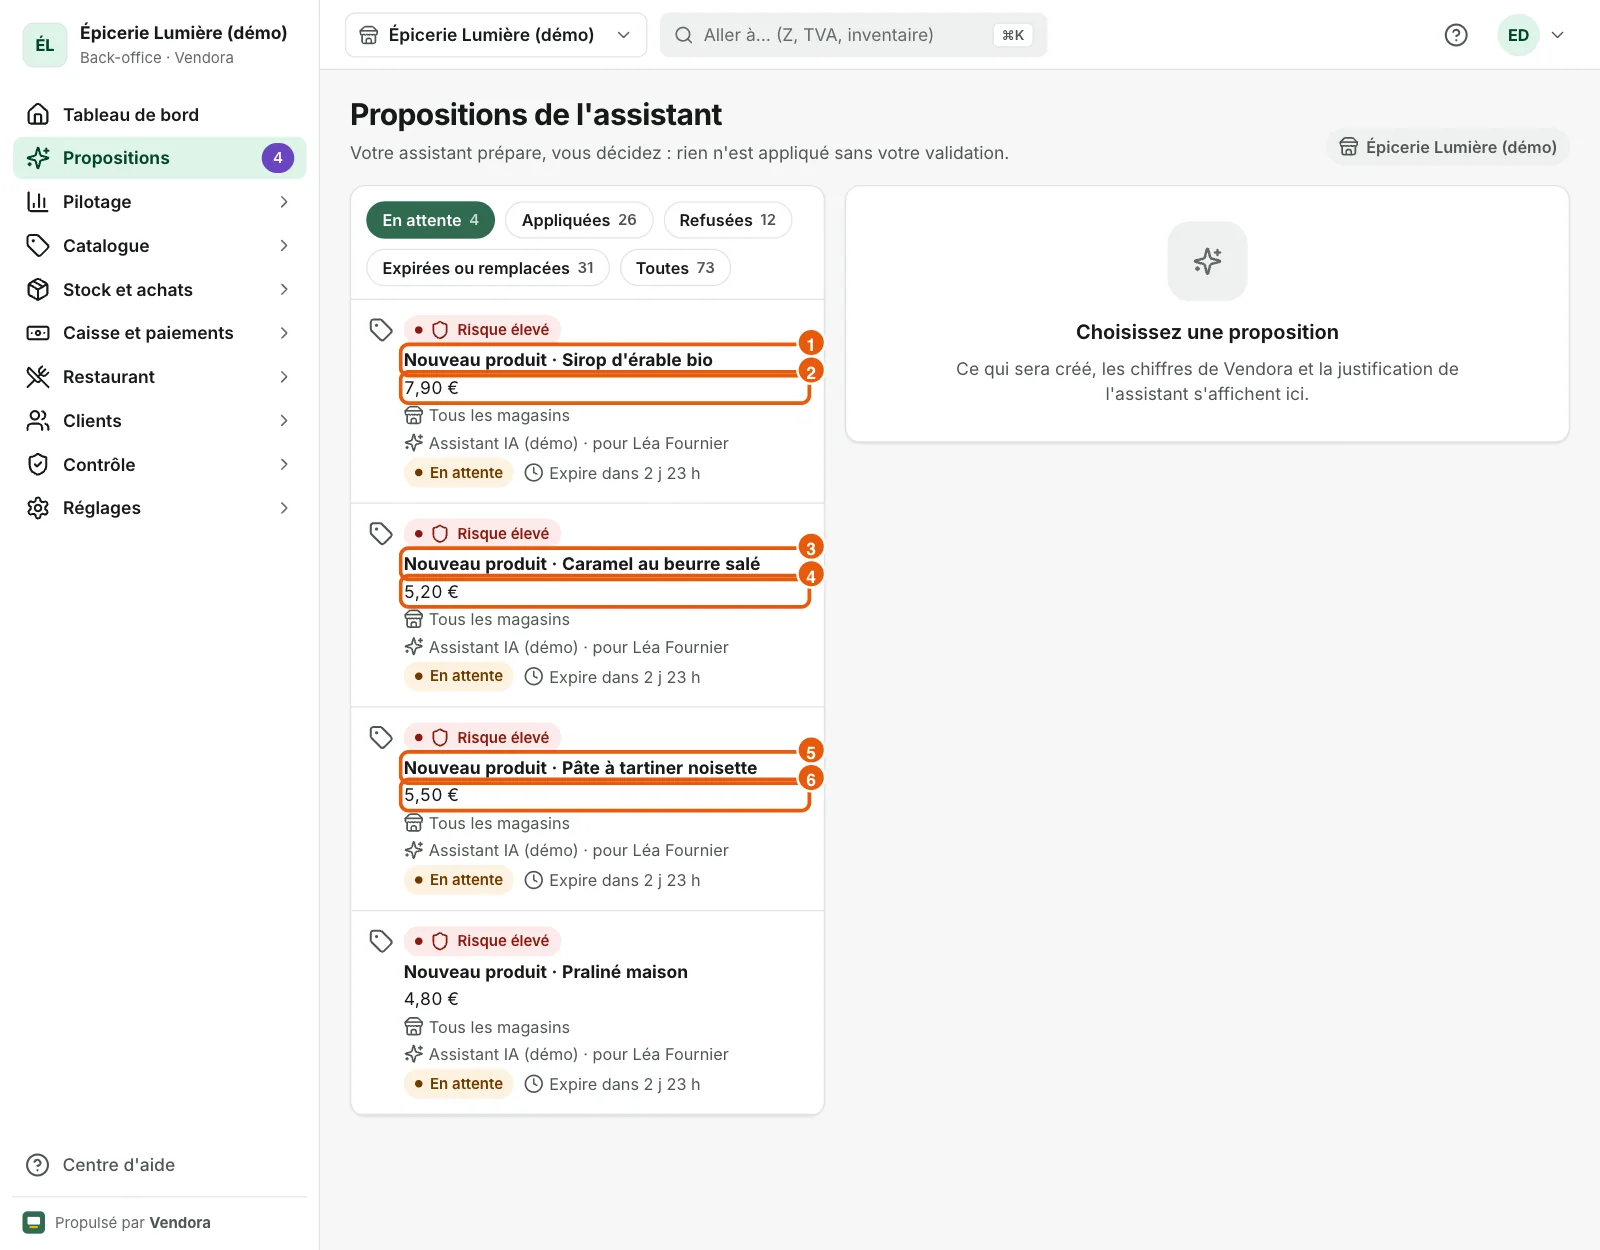 ÉL
Épicerie Lumière (démo)
Back-office · Vendora
Tableau de bord
Propositions 4
Pilotage
Catalogue
Stock et achats
Caisse et paiements
Restaurant
Clients
Contrôle
Réglages
Centre d'aide
Propulsé par Vendora
Épicerie Lumière (démo)
Aller à... (Z, TVA, inventaire) ⌘K
ED
Propositions de l'assistant
Votre assistant prépare, vous décidez : rien n'est appliqué sans votre validation.
Épicerie Lumière (démo)
En attente 4
Appliquées 26
Refusées 12
Expirées ou remplacées 31
Toutes 73
Risque élevé
Nouveau produit · Sirop d'érable bio
1
7,90 €
2
Tous les magasins
Assistant IA (démo) · pour Léa Fournier
En attente
Expire dans 2 j 23 h
Risque élevé
Nouveau produit · Caramel au beurre salé
3
5,20 €
4
Tous les magasins
Assistant IA (démo) · pour Léa Fournier
En attente
Expire dans 2 j 23 h
Risque élevé
Nouveau produit · Pâte à tartiner noisette
5
5,50 €
6
Tous les magasins
Assistant IA (démo) · pour Léa Fournier
En attente
Expire dans 2 j 23 h
Risque élevé
Nouveau produit · Praliné maison
4,80 €
Tous les magasins
Assistant IA (démo) · pour Léa Fournier
En attente
Expire dans 2 j 23 h
Choisissez une proposition
Ce qui sera créé, les chiffres de Vendora et la justification de
l'assistant s'affichent ici.